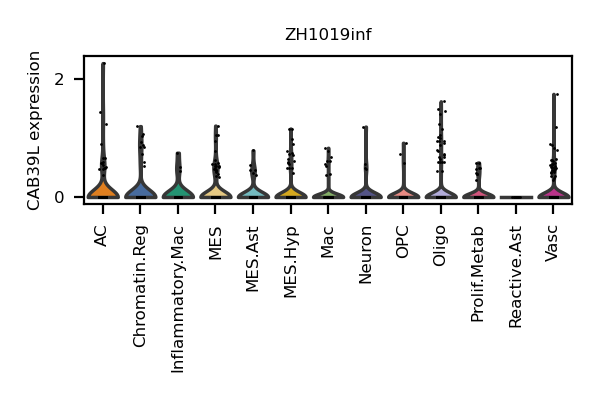 ZH1019inf
CAB39L expression
2
0
AC
Chromatin.Reg
Inflammatory.Mac
MES
MES.Ast
MES.Hyp
Mac
Neuron
OPC
Oligo
Prolif.Metab
Reactive.Ast
Vasc